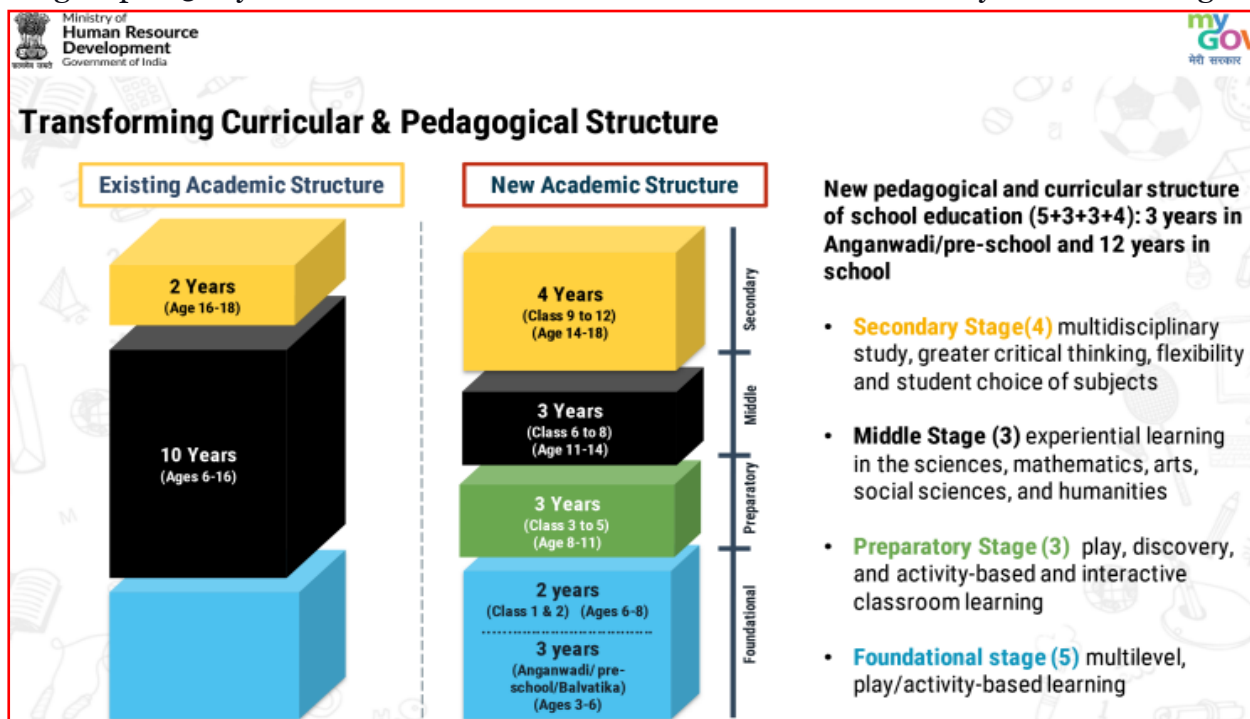 Ministry of
Human Resource
Development
Government of India
सत्यमेव जयते
my
GOV
मेरी सरकार
Transforming Curricular & Pedagogical Structure
Existing Academic Structure
2 Years
(Age 16-18)
10 Years
(Ages 6-16)
New Academic Structure
4 Years
(Class 9 to 12)
(Age 14-18)
Secondary
3 Years
(Class 6 to 8)
(Age 11-14)
Middle
3 Years
(Class 3 to 5)
(Age 8-11)
Preparatory
2 years
(Class 1 & 2) (Ages 6-8)
3 years
(Anganwadi/ pre-
school/Balvatika)
(Ages 3-6)
Foundational
New pedagogical and curricular structure
of school education (5+3+3+4): 3 years in
Anganwadi/pre-school and 12 years in
school
• Secondary Stage(4) multidisciplinary
study, greater critical thinking, flexibility
and student choice of subjects
• Middle Stage (3) experiential learning
in the sciences, mathematics, arts,
social sciences, and humanities
• Preparatory Stage (3) play, discovery,
and activity-based and interactive
classroom learning
• Foundational stage (5) multilevel,
play/activity-based learning